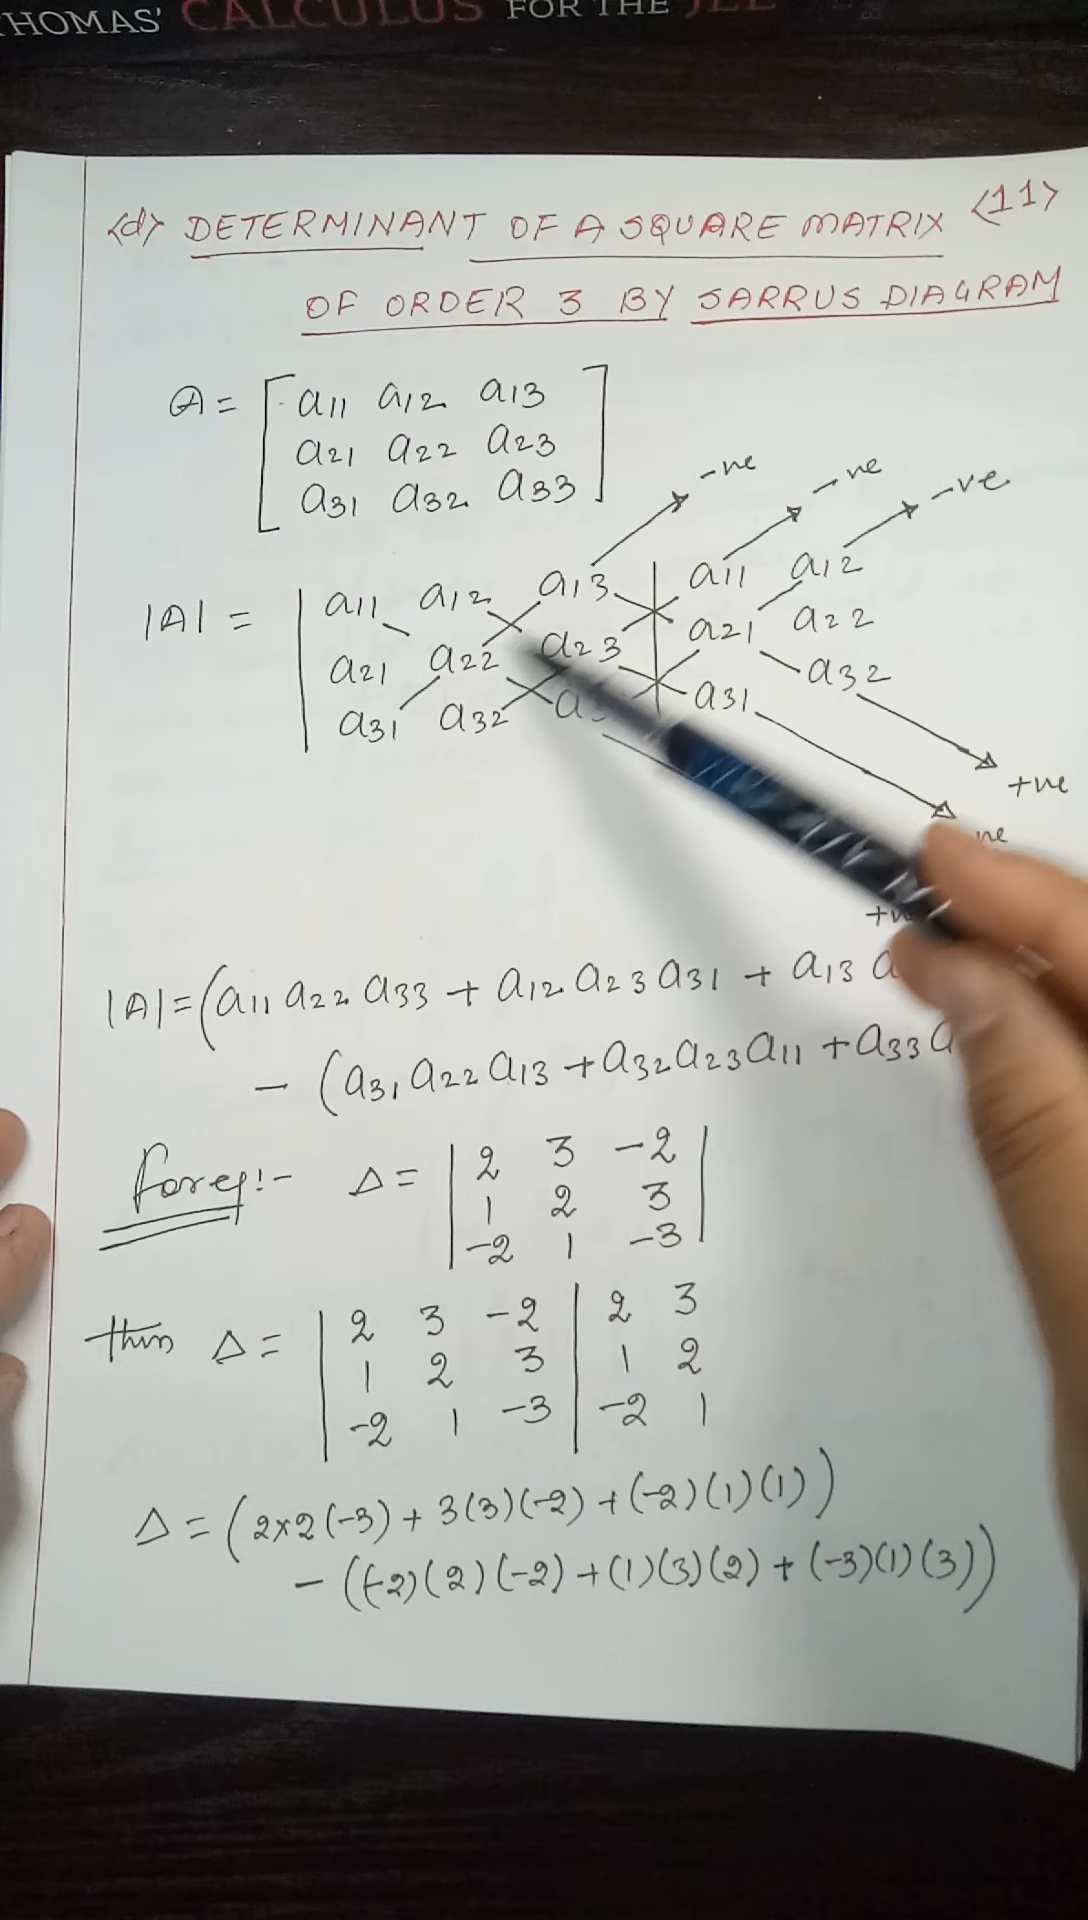 THOMAS' CALCULUS FOR THE JEE
<d> DETERMINANT OF A SQUARE MATRIX <11>
OF ORDER 3 BY SARRUS DIAGRAM
A = [ a11 a12 a13
a21 a22 a23
a31 a32 a33 ]
-ve -ve -ve
|A| = | a11 a12 a13 | a11 a12
a21 a22 a23 | a21 a22
a31 a32 | a31 a32
+ve
ve
|A| = (a11 a22 a33 + a12 a23 a31 + a13
- (a31 a22 a13 + a32 a23 a11 + a33
For eg:- Δ = | 2 3 -2 |
1 2 3
-2 1 -3
then Δ = | 2 3 -2 | 2 3
1 2 3 | 1 2
-2 1 -3 | -2 1
Δ = (2×2(-3) + 3(3)(-2) + (-2)(1)(1))
- ((-2)(2)(-2) + (1)(3)(2) + (-3)(1)(3))